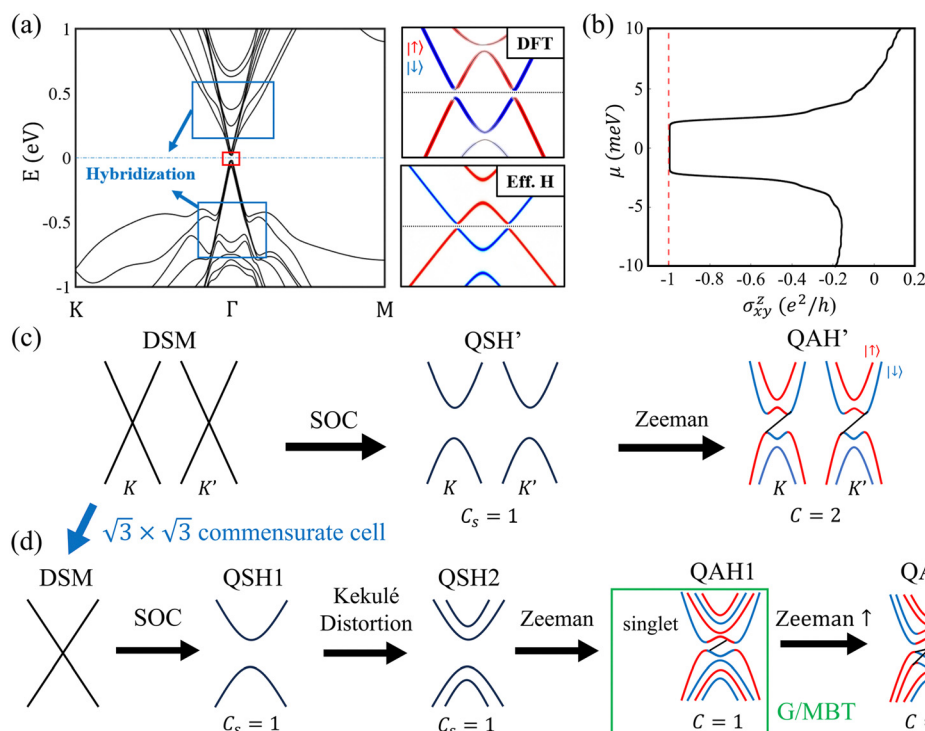 (a)
1
0.5
0
-0.5
-1
E (eV)
K
Γ
M
Hybridization
|↑⟩
|↓⟩
DFT
Eff. H
(b)
10
5
0
-5
-10
μ (meV)
-1
-0.8
-0.6
-0.4
-0.2
0
0.2
σ^z_xy (e²/h)
(c)
DSM
K
K'
SOC
QSH'
K
K'
C_s = 1
Zeeman
QAH'
|↑⟩
|↓⟩
K
K'
C = 2
√3 × √3 commensurate cell
(d)
DSM
SOC
QSH1
C_s = 1
Kekulé
Distortion
QSH2
C_s = 1
Zeeman
QAH1
singlet
C = 1
G/MBT
Zeeman ↑
QA
C =